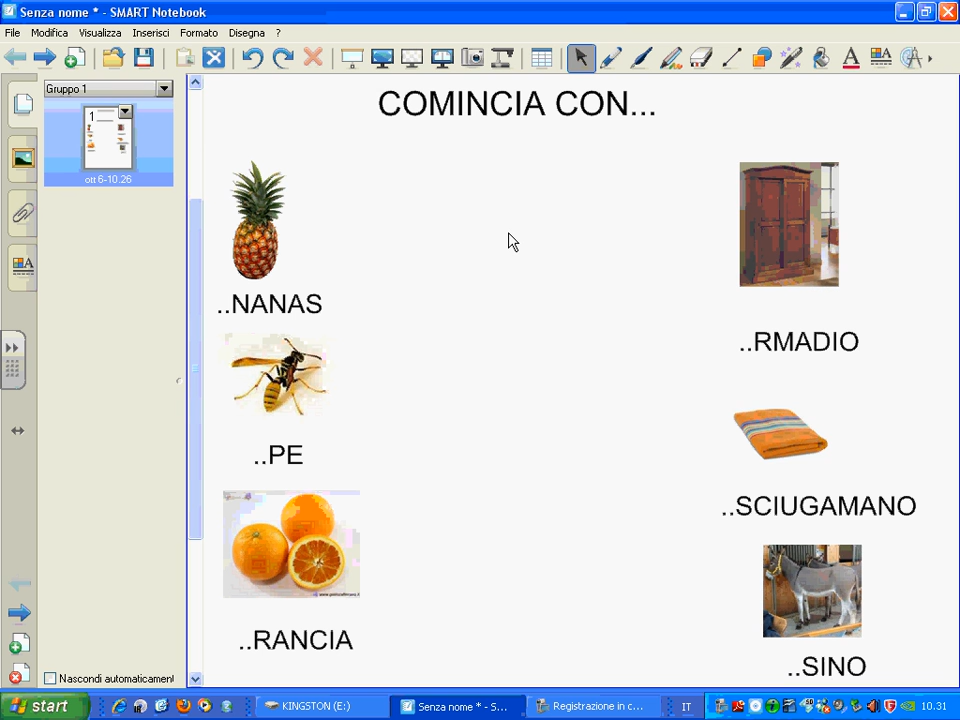 Senza nome * - SMART Notebook
File Modifica Visualizza Inserisci Formato Disegna ?
Gruppo 1
1
ott 6-10.26
COMINCIA CON...
..NANAS
..RMADIO
..PE
..SCIUGAMANO
..RANCIA
..SINO
Nascondi automaticament
start
KINGSTON (E:)
Senza nome * - S...
Registrazione in c...
IT
10.31